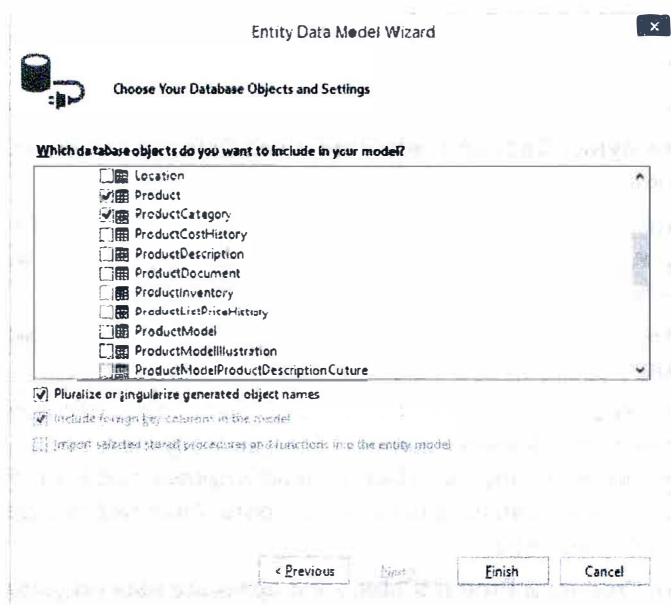 Entity Data Model Wizard
Choose Your Database Objects and Settings
Which database objects do you want to include in your model?
Location
Product
ProductCategory
ProductCostHistory
ProductDescription
ProductDocument
ProductInventory
ProductListPriceHistory
ProductModel
ProductModelIllustration
ProductModelProductDescriptionCuture
Pluralize or singularize generated object names
Include foreign key columns in the model
Import selected stored procedures and functions into the entity model
< Previous
Next >
Finish
Cancel